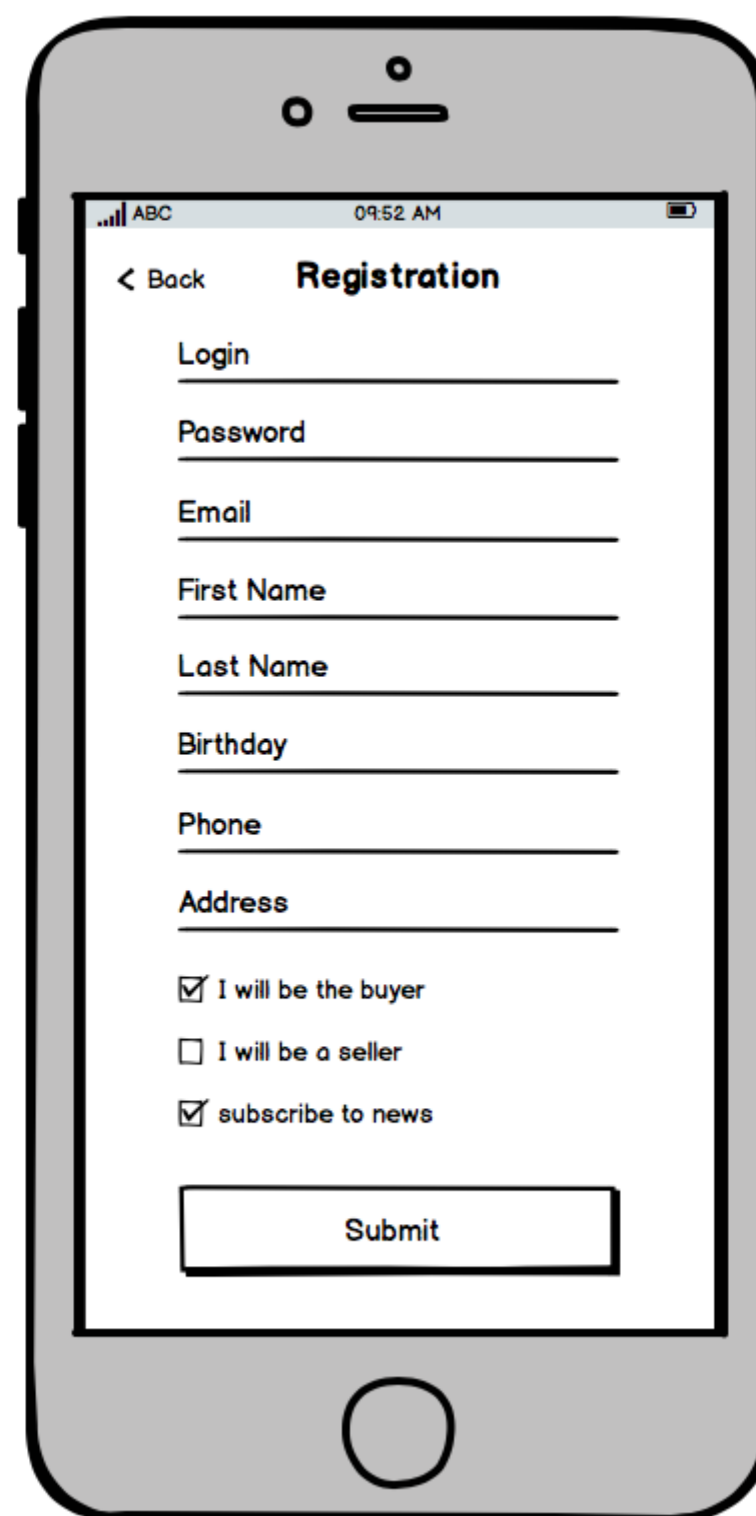 ABC 09:52 AM
< Back Registration
Login
Password
Email
First Name
Last Name
Birthday
Phone
Address
I will be the buyer
I will be a seller
subscribe to news
Submit